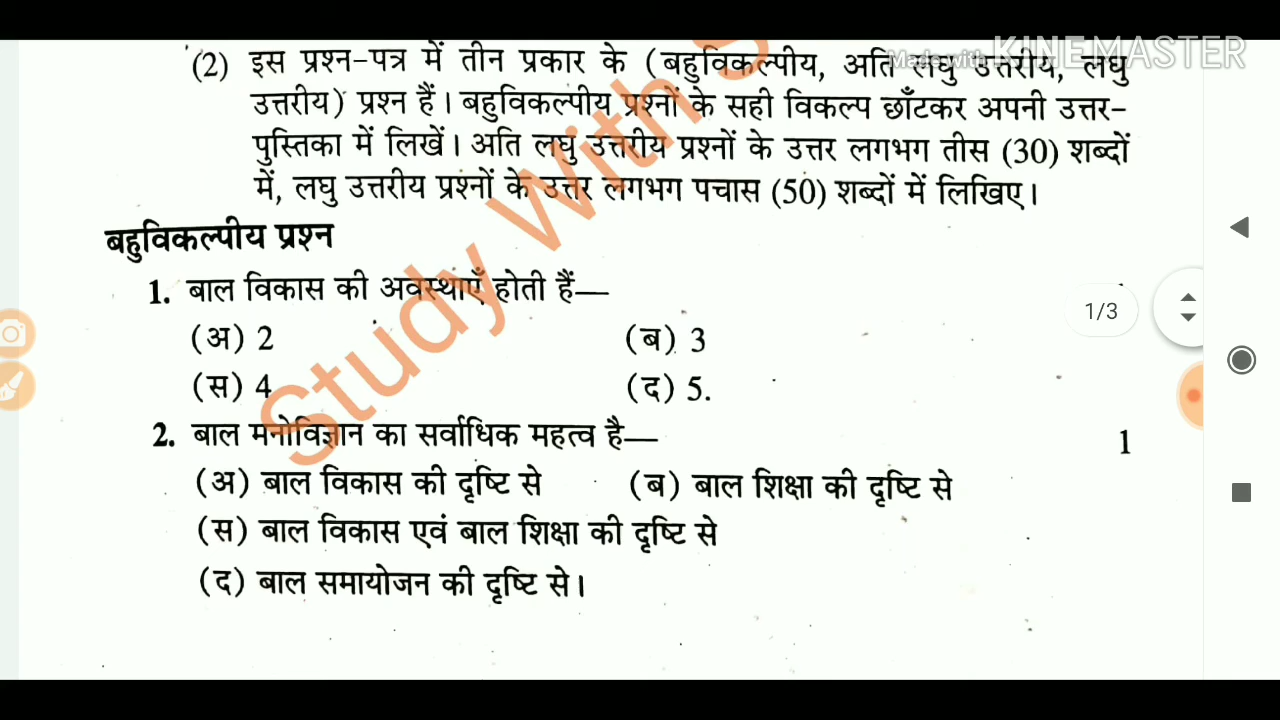 Made with KINEMASTER
(2) इस प्रश्न-पत्र में तीन प्रकार के (बहुविकल्पीय, अति लघु उत्तरीय, लघु
उत्तरीय) प्रश्न हैं। बहुविकल्पीय प्रश्नों के सही विकल्प छाँटकर अपनी उत्तर-
पुस्तिका में लिखें। अति लघु उत्तरीय प्रश्नों के उत्तर लगभग तीस (30) शब्दों
में, लघु उत्तरीय प्रश्नों के उत्तर लगभग पचास (50) शब्दों में लिखिए।
बहुविकल्पीय प्रश्न
1. बाल विकास की अवस्थाएँ होती हैं—
(अ) 2 (ब) 3
(स) 4 (द) 5.
2. बाल मनोविज्ञान का सर्वाधिक महत्व है— 1
(अ) बाल विकास की दृष्टि से (ब) बाल शिक्षा की दृष्टि से
(स) बाल विकास एवं बाल शिक्षा की दृष्टि से
(द) बाल समायोजन की दृष्टि से।
Study With S
1/3